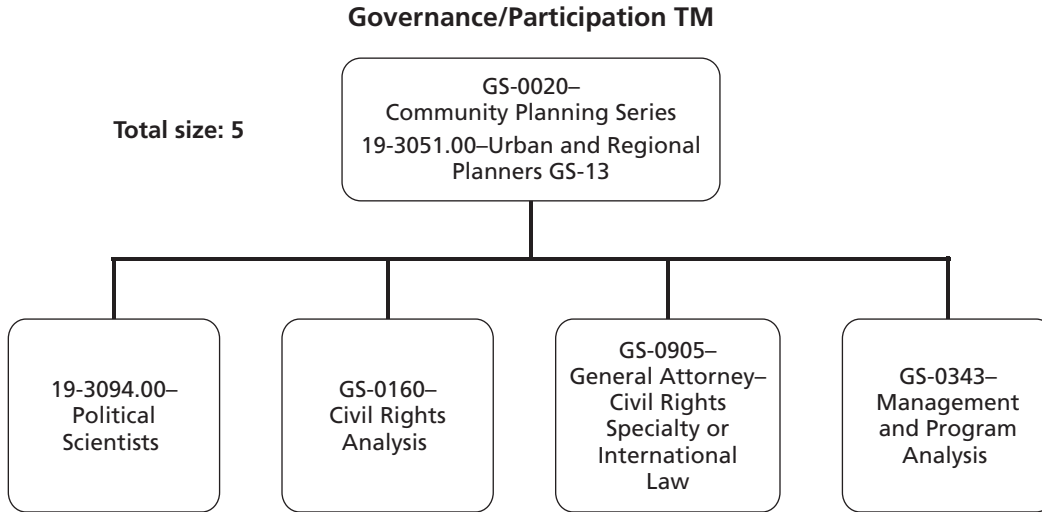 Governance/Participation TM
GS-0020–
Community Planning Series
19-3051.00–Urban and Regional
Planners GS-13
Total size: 5
19-3094.00–
Political
Scientists
GS-0160–
Civil Rights
Analysis
GS-0905–
General Attorney–
Civil Rights
Specialty or
International
Law
GS-0343–
Management
and Program
Analysis